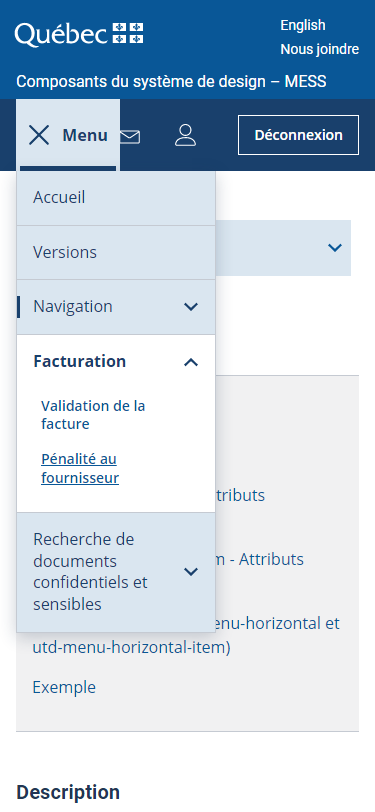 Québec
English
Nous joindre
Composants du système de design – MESS
Menu
Déconnexion
Accueil
Versions
Navigation
Facturation
Validation de la
facture
Pénalité au
fournisseur
Recherche de
documents
confidentiels et
sensibles
tributs
m - Attributs
enu-horizontal et
utd-menu-horizontal-item)
Exemple
Description